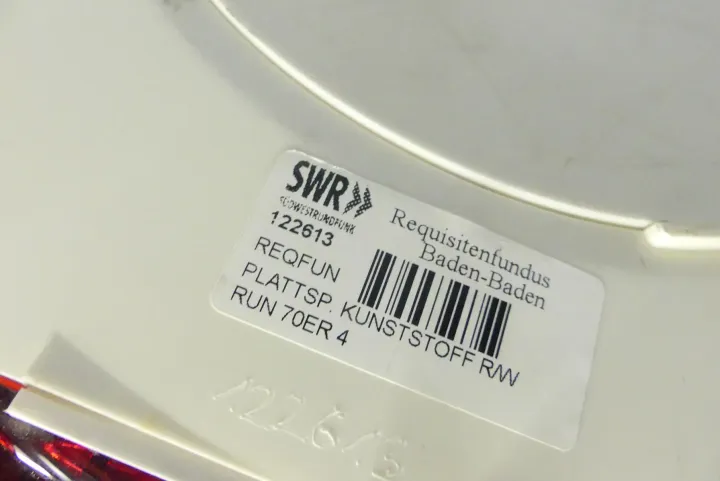 SWR
SÜDWESTRUNDFUNK
122613
Requisitenfundus
Baden-Baden
REQFUN
PLATTSP. KUNSTSTOFF R/W
RUN 70ER 4
122613